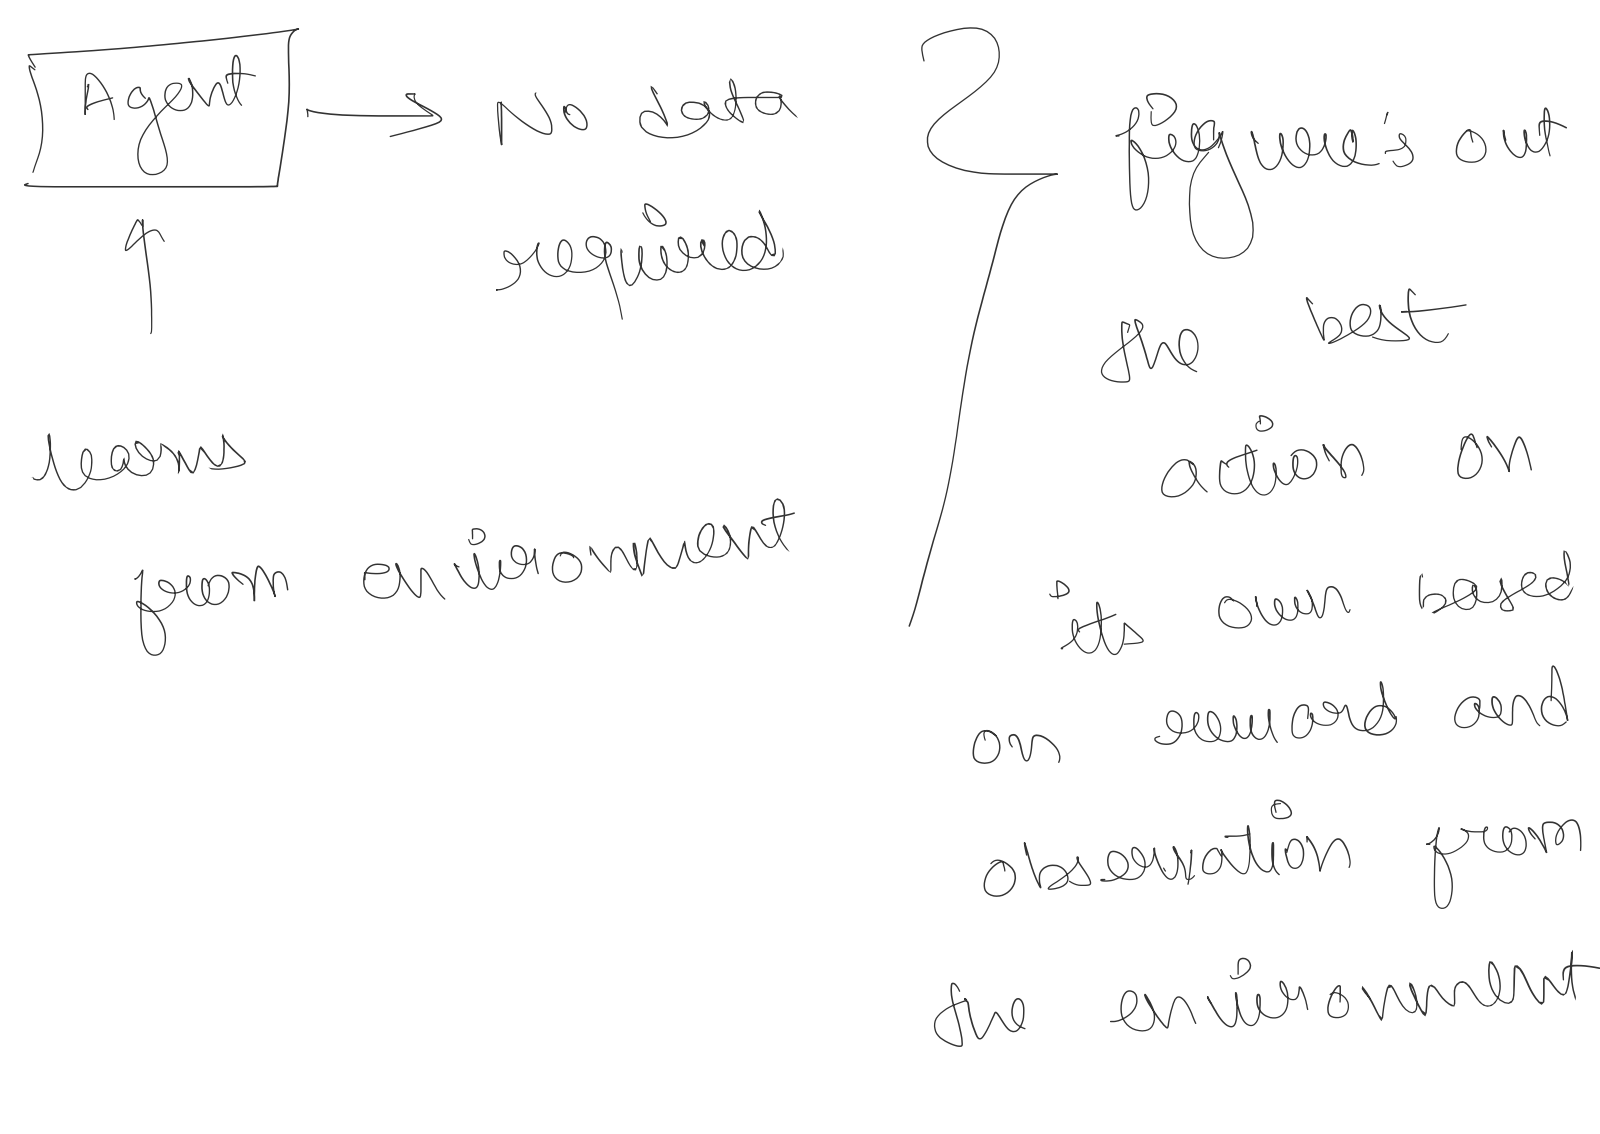 Agent
No data
required
learns
from environment
figure's out
the best
action on
its own based
on reward and
observation from
the environment